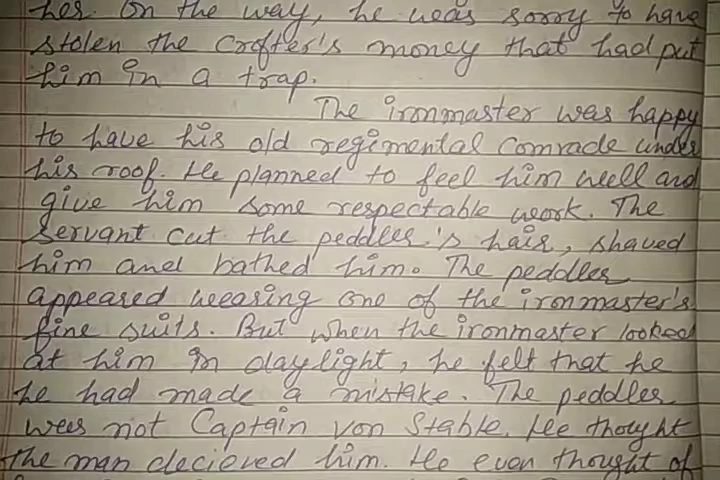 her. On the way, he was sorry to have
stolen the Crofter's money that had put
him in a trap.
The ironmaster was happy
to have his old regimental Comrade under
his roof. He planned to feel him well and
give him some respectable work. The
servant cut the peddler's hair, shaved
him and bathed him. The peddler
appeared wearing one of the ironmaster's
fine suits. But when the ironmaster looked
at him in daylight, he felt that he
he had made a mistake. The peddler
was not Captain von Stahle. He thought
the man decieved him. He even thought of